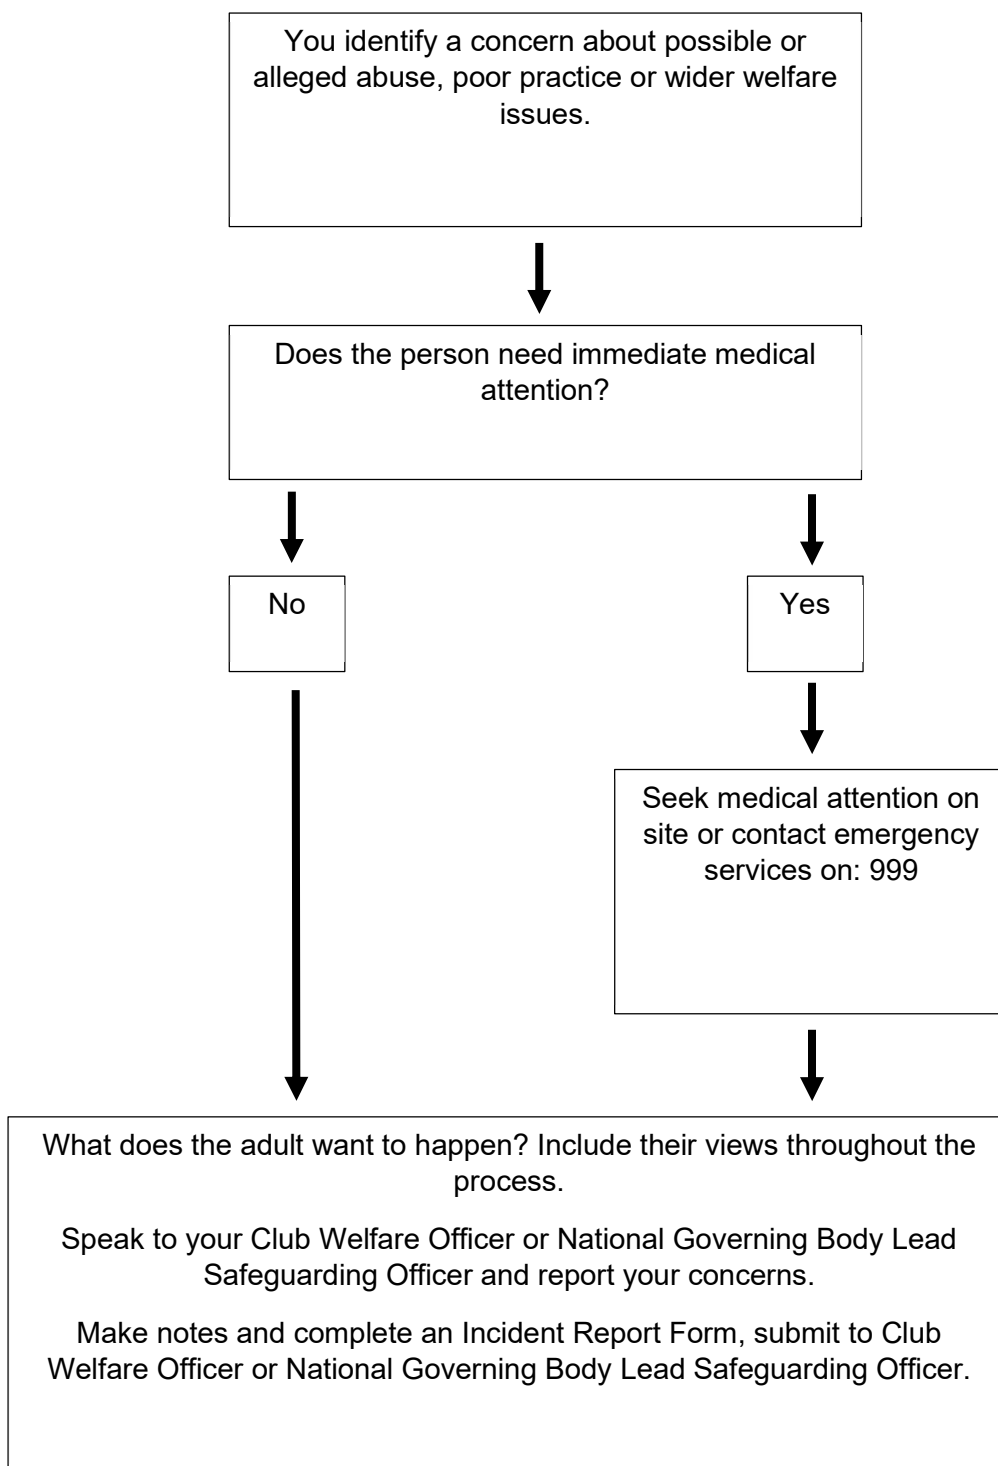 You identify a concern about possible or
alleged abuse, poor practice or wider welfare
issues.
Does the person need immediate medical
attention?
No
Yes
Seek medical attention on
site or contact emergency
services on: 999
What does the adult want to happen? Include their views throughout the
process.
Speak to your Club Welfare Officer or National Governing Body Lead
Safeguarding Officer and report your concerns.
Make notes and complete an Incident Report Form, submit to Club
Welfare Officer or National Governing Body Lead Safeguarding Officer.